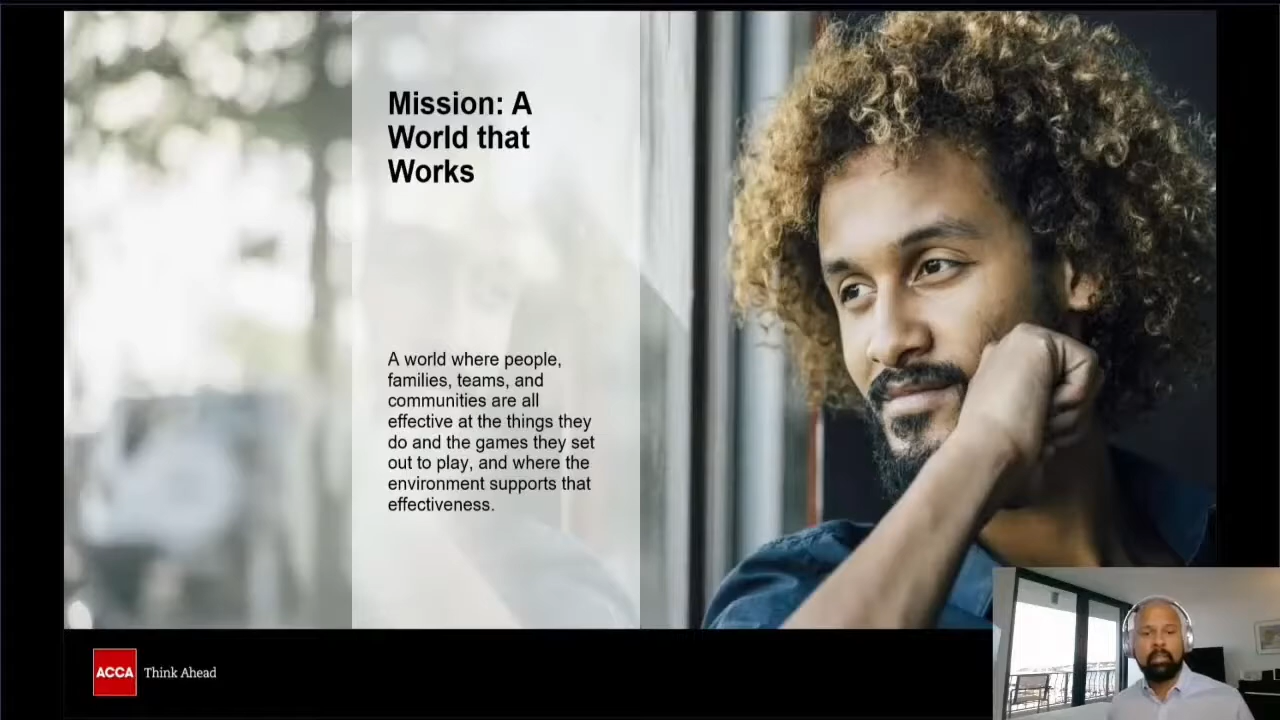 Mission: A
World that
Works
A world where people,
families, teams, and
communities are all
effective at the things they
do and the games they set
out to play, and where the
environment supports that
effectiveness.
ACCA
Think Ahead